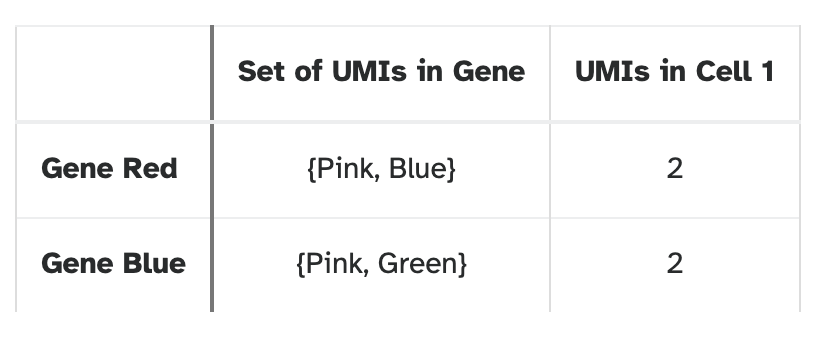 Set of UMIs in Gene UMIs in Cell 1
Gene Red {Pink, Blue} 2
Gene Blue {Pink, Green} 2